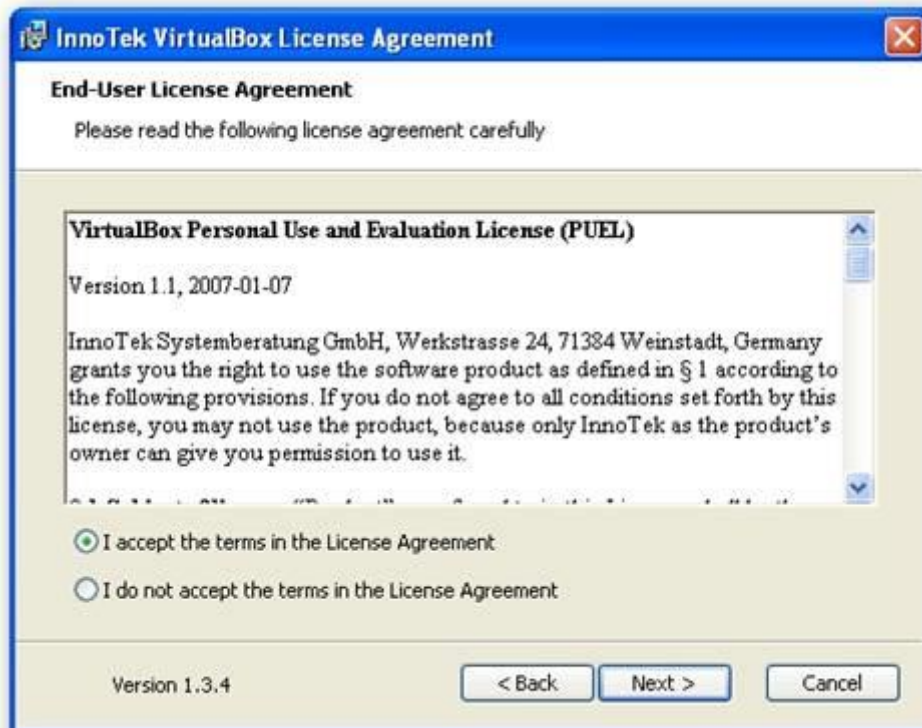 InnoTek VirtualBox License Agreement
End-User License Agreement
Please read the following license agreement carefully
VirtualBox Personal Use and Evaluation License (PUEL)
Version 1.1, 2007-01-07
InnoTek Systemberatung GmbH, Werkstrasse 24, 71384 Weinstadt, Germany
grants you the right to use the software product as defined in § 1 according to
the following provisions. If you do not agree to all conditions set forth by this
license, you may not use the product, because only InnoTek as the product's
owner can give you permission to use it.
I accept the terms in the License Agreement
I do not accept the terms in the License Agreement
Version 1.3.4
< Back
Next >
Cancel